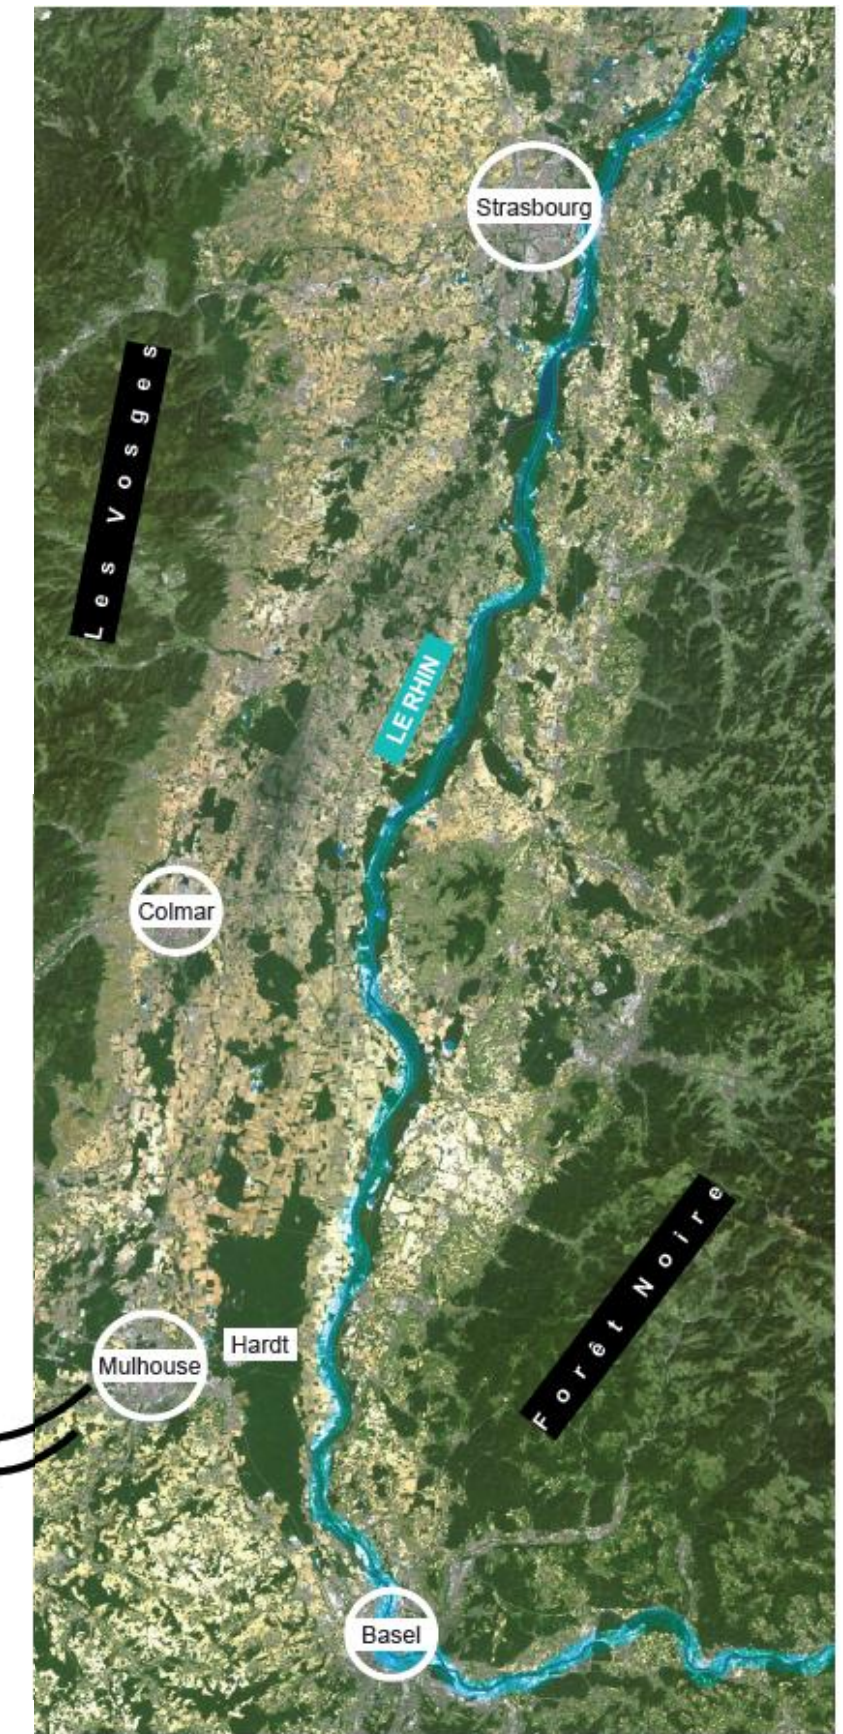 Strasbourg
Les Vosges
LE RHIN
Colmar
Forêt Noire
Hardt
Mulhouse
Basel